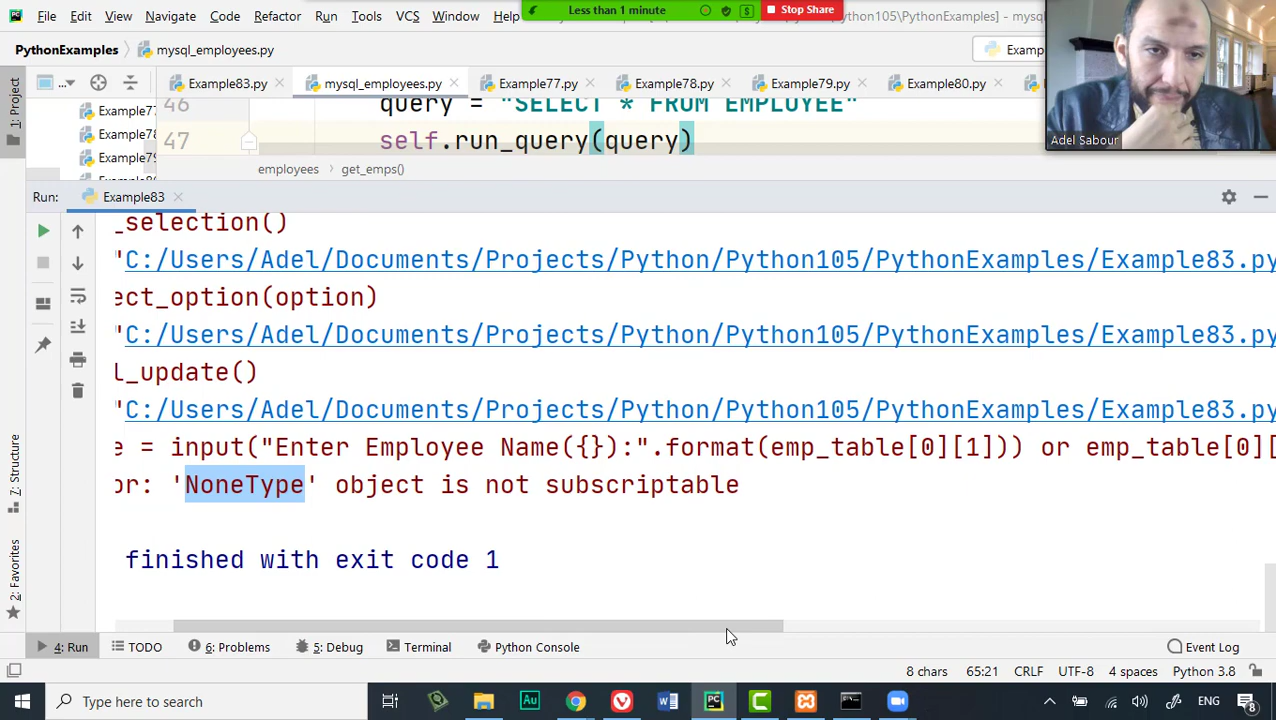 File Edit View Navigate Code Refactor Run Tools VCS Window Help
Less than 1 minute
Stop Share
PythonExamples mysql_employees.py
Example83.py mysql_employees.py Example77.py Example78.py Example79.py Example80.py
1: Project
46 query = "SELECT * FROM EMPLOYEE"
47 self.run_query(query)
Adel Sabour
employees get_emps()
Run: Example83
_selection()
"C:/Users/Adel/Documents/Projects/Python/Python105/PythonExamples/Example83.py
ect_option(option)
"C:/Users/Adel/Documents/Projects/Python/Python105/PythonExamples/Example83.py
l_update()
"C:/Users/Adel/Documents/Projects/Python/Python105/PythonExamples/Example83.py
e = input("Enter Employee Name({}):".format(emp_table[0][1])) or emp_table[0][
or: 'NoneType' object is not subscriptable
finished with exit code 1
7: Structure
2: Favorites
4: Run TODO 6: Problems 5: Debug Terminal Python Console Event Log
8 chars 65:21 CRLF UTF-8 4 spaces Python 3.8
Type here to search
ENG
8